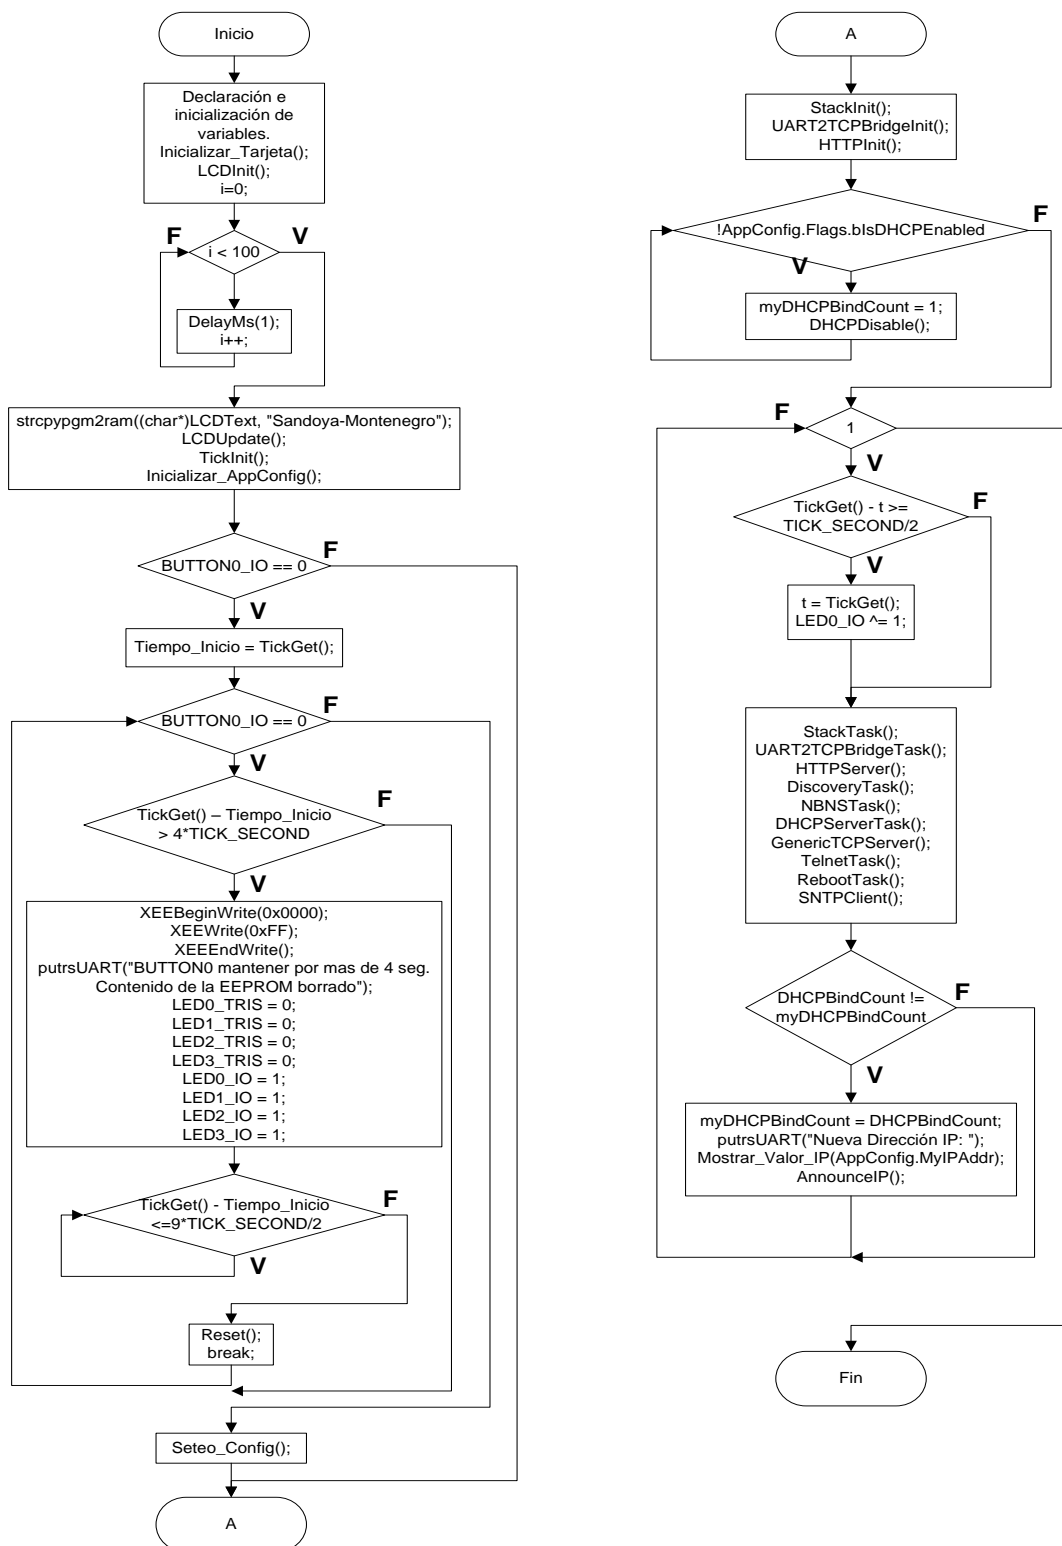 Inicio
Declaración e
inicialización de
variables.
Inicializar_Tarjeta();
LCDInit();
i=0;
F
V
i < 100
DelayMs(1);
i++;
strcpypgm2ram((char*)LCDText, "Sandoya-Montenegro");
LCDUpdate();
TickInit();
Inicializar_AppConfig();
F
BUTTON0_IO == 0
V
Tiempo_Inicio = TickGet();
F
BUTTON0_IO == 0
V
F
TickGet() – Tiempo_Inicio
> 4*TICK_SECOND
V
XEEBeginWrite(0x0000);
XEEWrite(0xFF);
XEEEndWrite();
putrsUART("BUTTON0 mantener por mas de 4 seg.
Contenido de la EEPROM borrado");
LED0_TRIS = 0;
LED1_TRIS = 0;
LED2_TRIS = 0;
LED3_TRIS = 0;
LED0_IO = 1;
LED1_IO = 1;
LED2_IO = 1;
LED3_IO = 1;
F
TickGet() - Tiempo_Inicio
<=9*TICK_SECOND/2
V
Reset();
break;
Seteo_Config();
A
A
StackInit();
UART2TCPBridgeInit();
HTTPInit();
F
!AppConfig.Flags.bIsDHCPEnabled
V
myDHCPBindCount = 1;
DHCPDisable();
F
1
V
F
TickGet() - t >=
TICK_SECOND/2
V
t = TickGet();
LED0_IO ^= 1;
StackTask();
UART2TCPBridgeTask();
HTTPServer();
DiscoveryTask();
NBNSTask();
DHCPServerTask();
GenericTCPServer();
TelnetTask();
RebootTask();
SNTPClient();
F
DHCPBindCount !=
myDHCPBindCount
V
myDHCPBindCount = DHCPBindCount;
putrsUART("Nueva Dirección IP: ");
Mostrar_Valor_IP(AppConfig.MyIPAddr);
AnnounceIP();
Fin